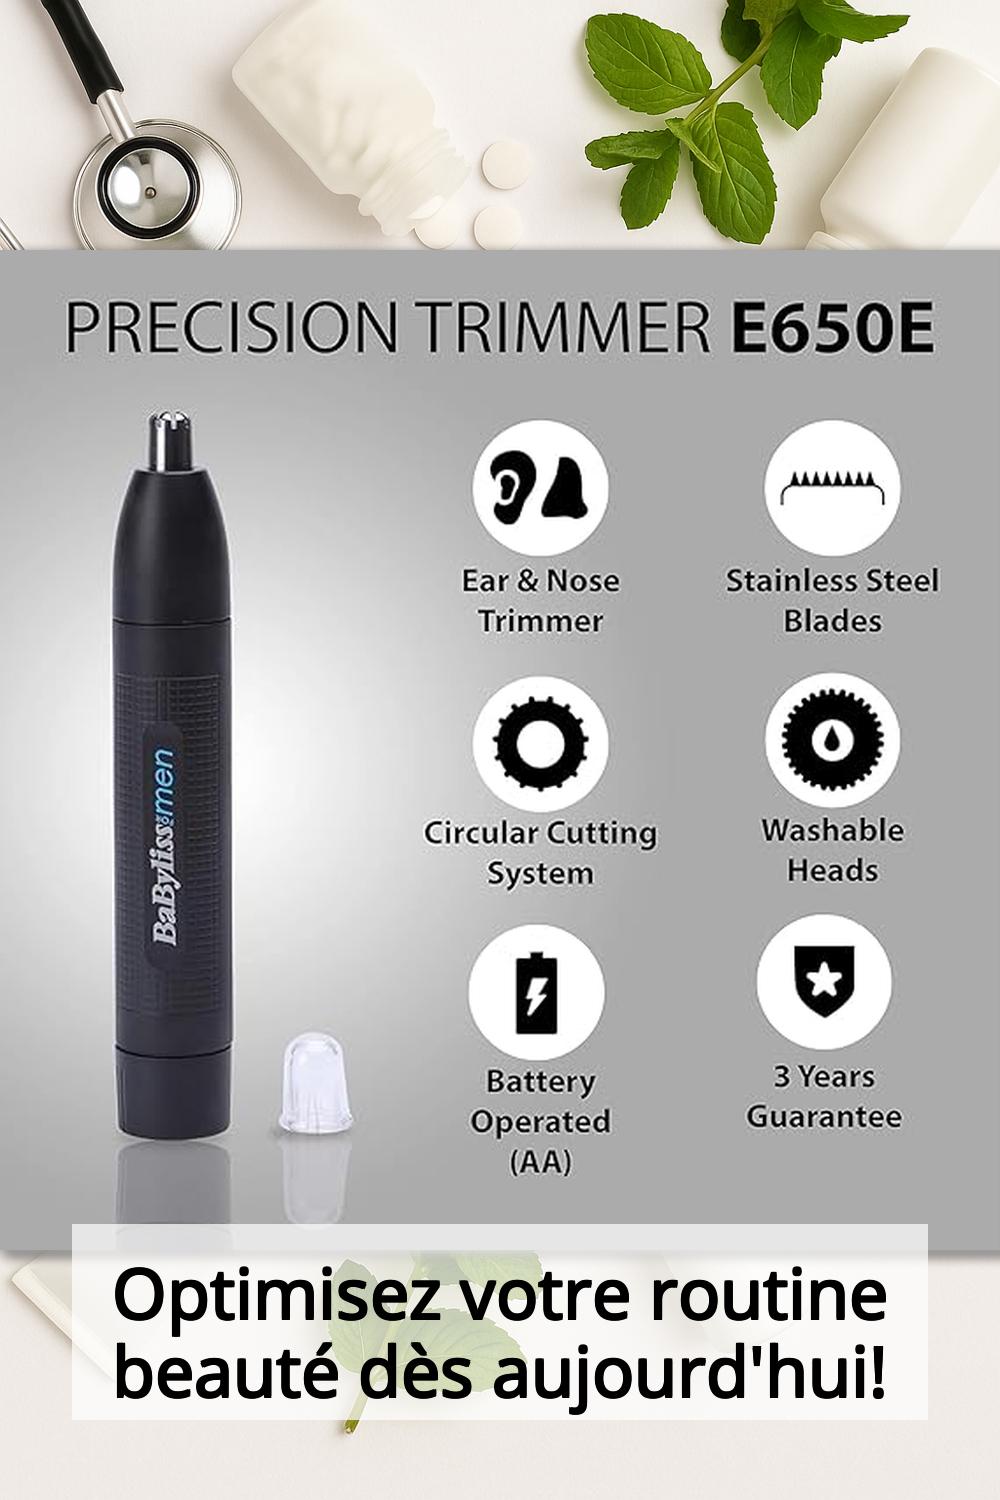 PRECISION TRIMMER E650E
Ear & Nose
Trimmer
Stainless Steel
Blades
Circular Cutting
System
Washable
Heads
BaByliss for men
Battery
Operated
(AA)
3 Years
Guarantee
Optimisez votre routine
beauté dès aujourd'hui!